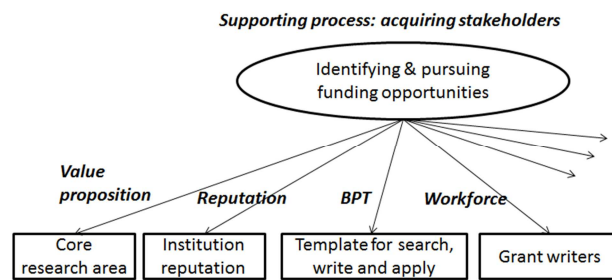 Supporting process: acquiring stakeholders
Identifying & pursuing
funding opportunities
Value
proposition
Reputation
BPT
Workforce
Core
research area
Institution
reputation
Template for search,
write and apply
Grant writers